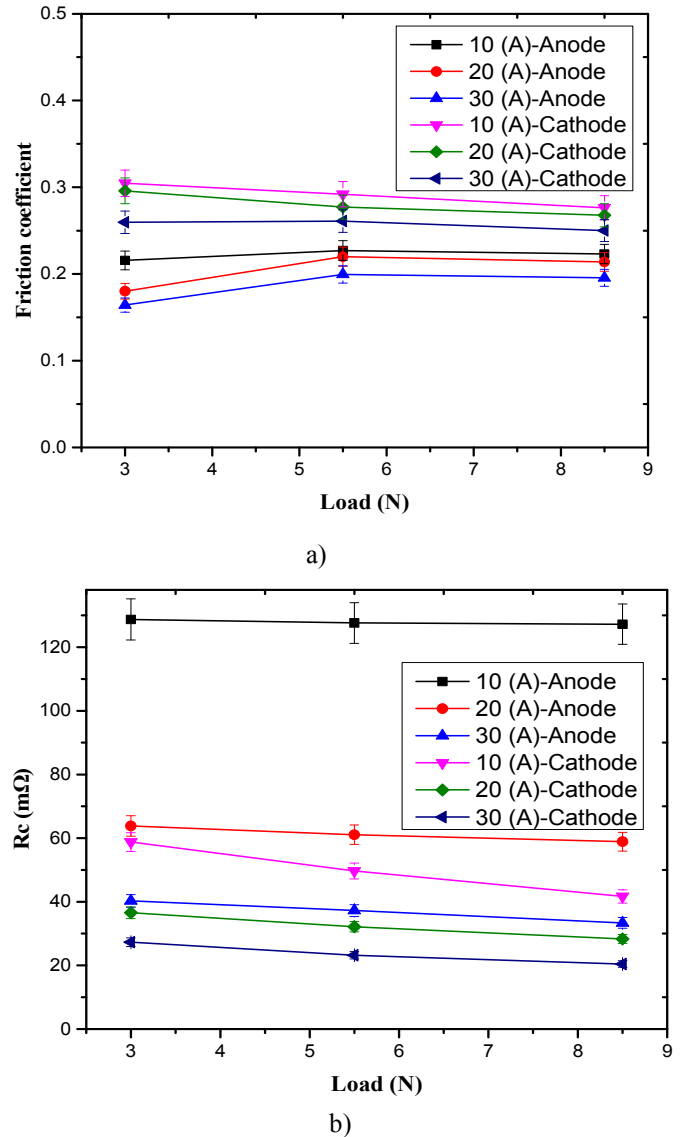 0.5
0.4
0.3
0.2
0.1
0.0
Friction coefficient
10 (A)-Anode
20 (A)-Anode
30 (A)-Anode
10 (A)-Cathode
20 (A)-Cathode
30 (A)-Cathode
3 4 5 6 7 8 9
Load (N)
a)
120
100
80
60
40
20
0
Rc (mΩ)
10 (A)-Anode
20 (A)-Anode
30 (A)-Anode
10 (A)-Cathode
20 (A)-Cathode
30 (A)-Cathode
3 4 5 6 7 8 9
Load (N)
b)